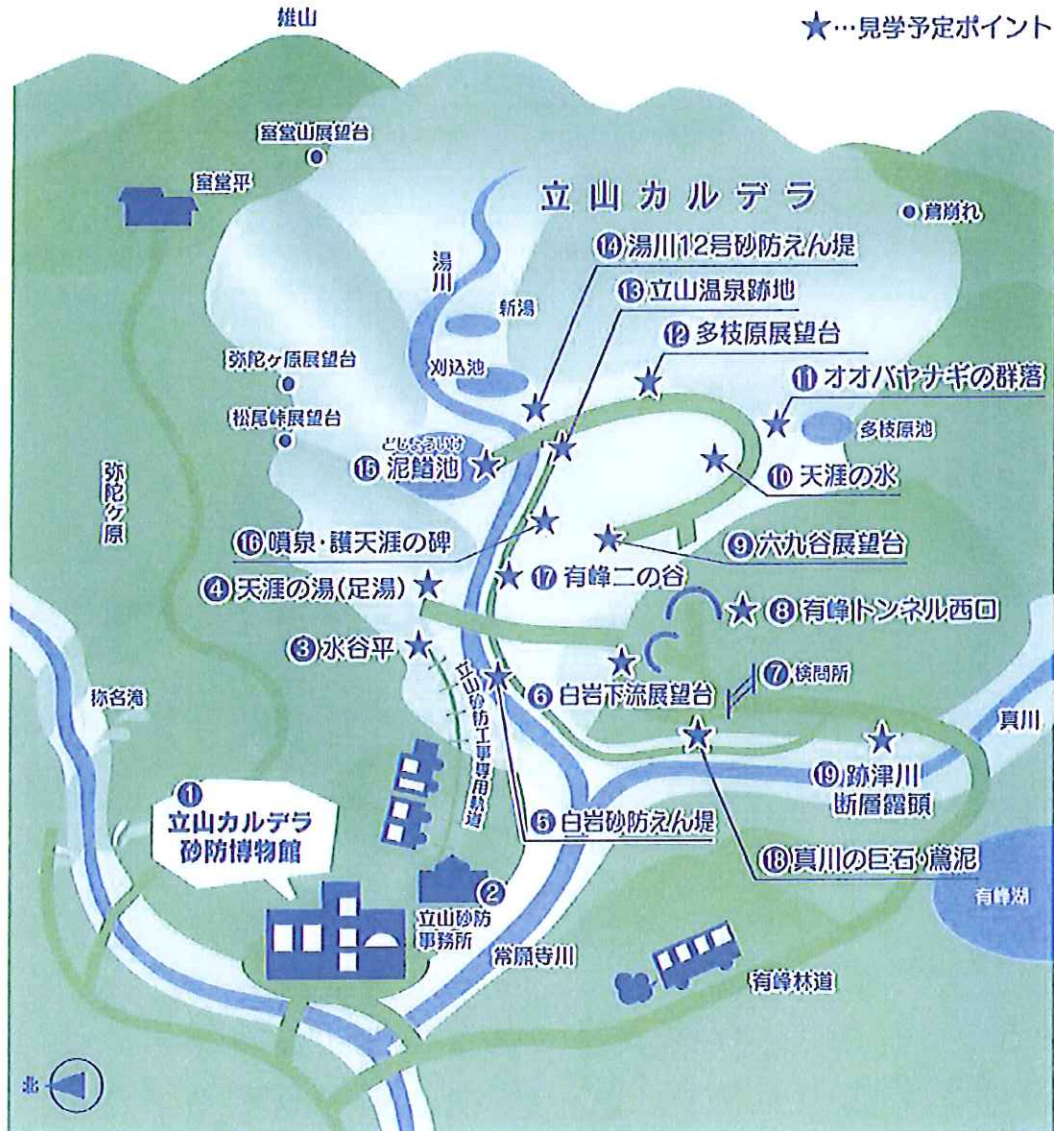 雄山
★…見学予定ポイント
室堂山展望台
室堂平
立山カルデラ
鳶崩れ
⑭湯川12号砂防えん堤
湯川
⑬立山温泉跡地
新湯
⑫多枝原展望台
弥陀ヶ原展望台
刈込池
⑪オオバヤナギの群落
松尾峠展望台
どじょういけ
⑮泥鰌池
多枝原池
⑩天涯の水
弥陀ヶ原
⑯噴泉・護天涯の碑
⑨六九谷展望台
④天涯の湯(足湯)
⑰有峰二の谷
⑧有峰トンネル西口
③水谷平
⑦検問所
⑥白岩下流展望台
立山砂防工事専用軌道
称名滝
真川
⑲跡津川
断層露頭
①
立山カルデラ
砂防博物館
⑤白岩砂防えん堤
⑱真川の巨石・鳶泥
②
立山砂防
事務所
有峰湖
常願寺川
有峰林道
北